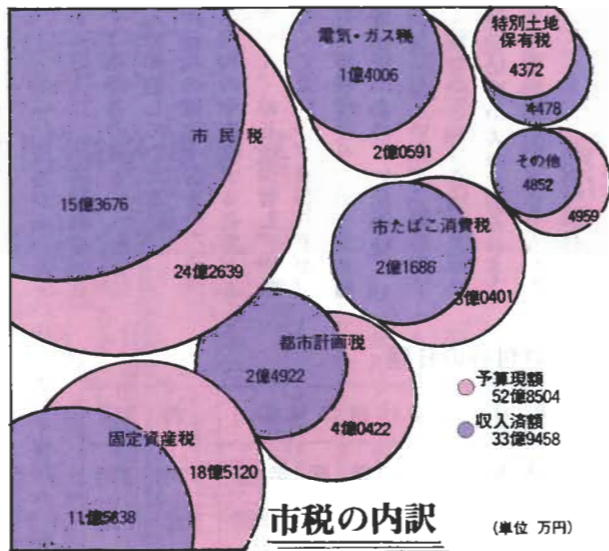 電気・ガス税
1億4006
2億0591
特別土地
保有税
4372
4478
その他
4852
4959
市民税
15億3676
24億2639
市たばこ消費税
2億1686
3億0401
都市計画税
2億4922
4億0422
固定資産税
18億5120
11億5838
予算現額
52億8504
収入済額
33億9458
市税の内訳
(単位 万円)